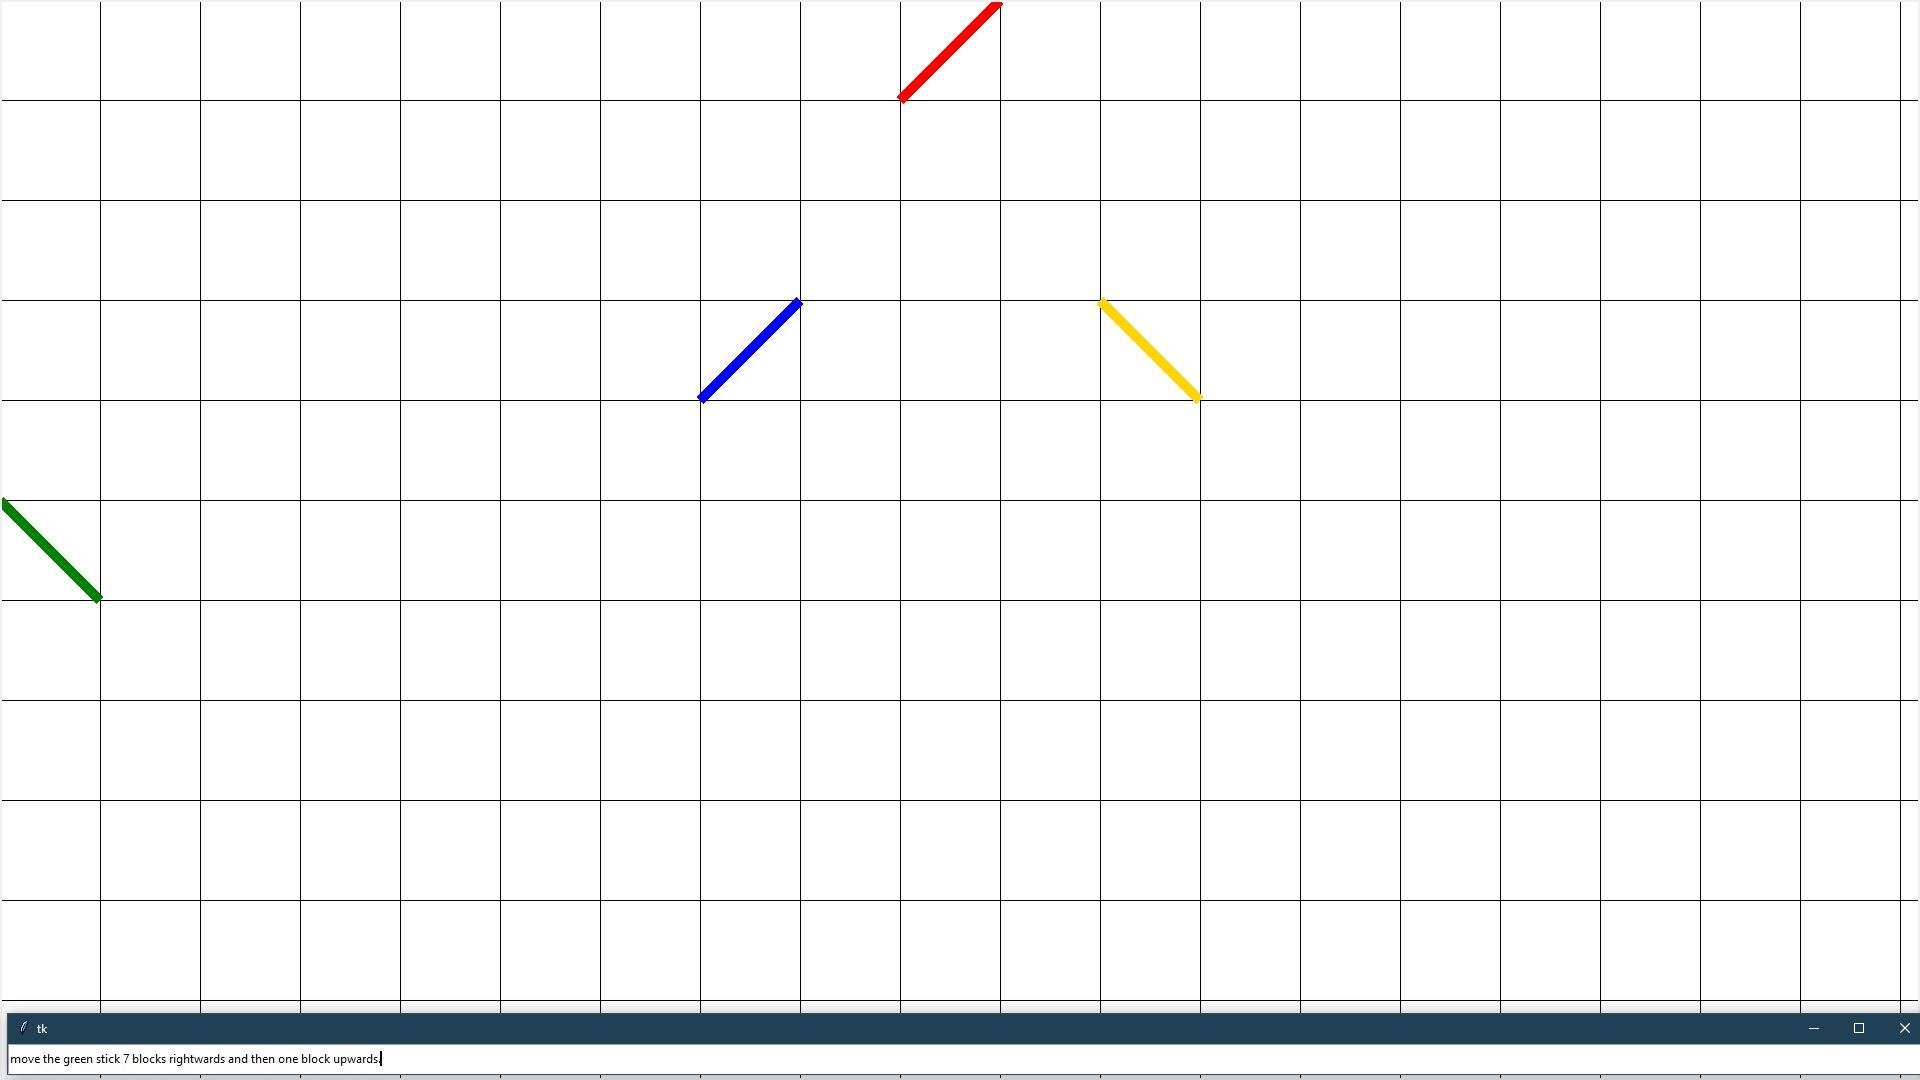 tk
move the green stick 7 blocks rightwards and then one block upwards.